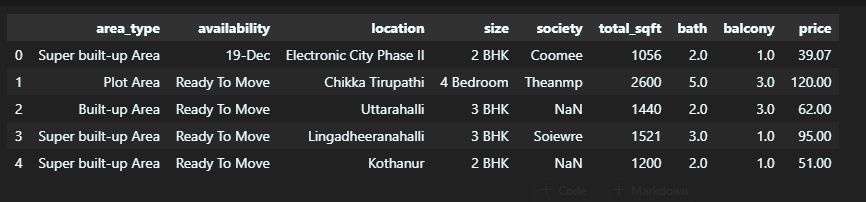 area_type availability location size society total_sqft bath balcony price
0 Super built-up Area 19-Dec Electronic City Phase II 2 BHK Coomee 1056 2.0 1.0 39.07
1 Plot Area Ready To Move Chikka Tirupathi 4 Bedroom Theanmp 2600 5.0 3.0 120.00
2 Built-up Area Ready To Move Uttarahalli 3 BHK NaN 1440 2.0 3.0 62.00
3 Super built-up Area Ready To Move Lingadheeranahalli 3 BHK Soiewre 1521 3.0 1.0 95.00
4 Super built-up Area Ready To Move Kothanur 2 BHK NaN 1200 2.0 1.0 51.00
+ Code + Markdown